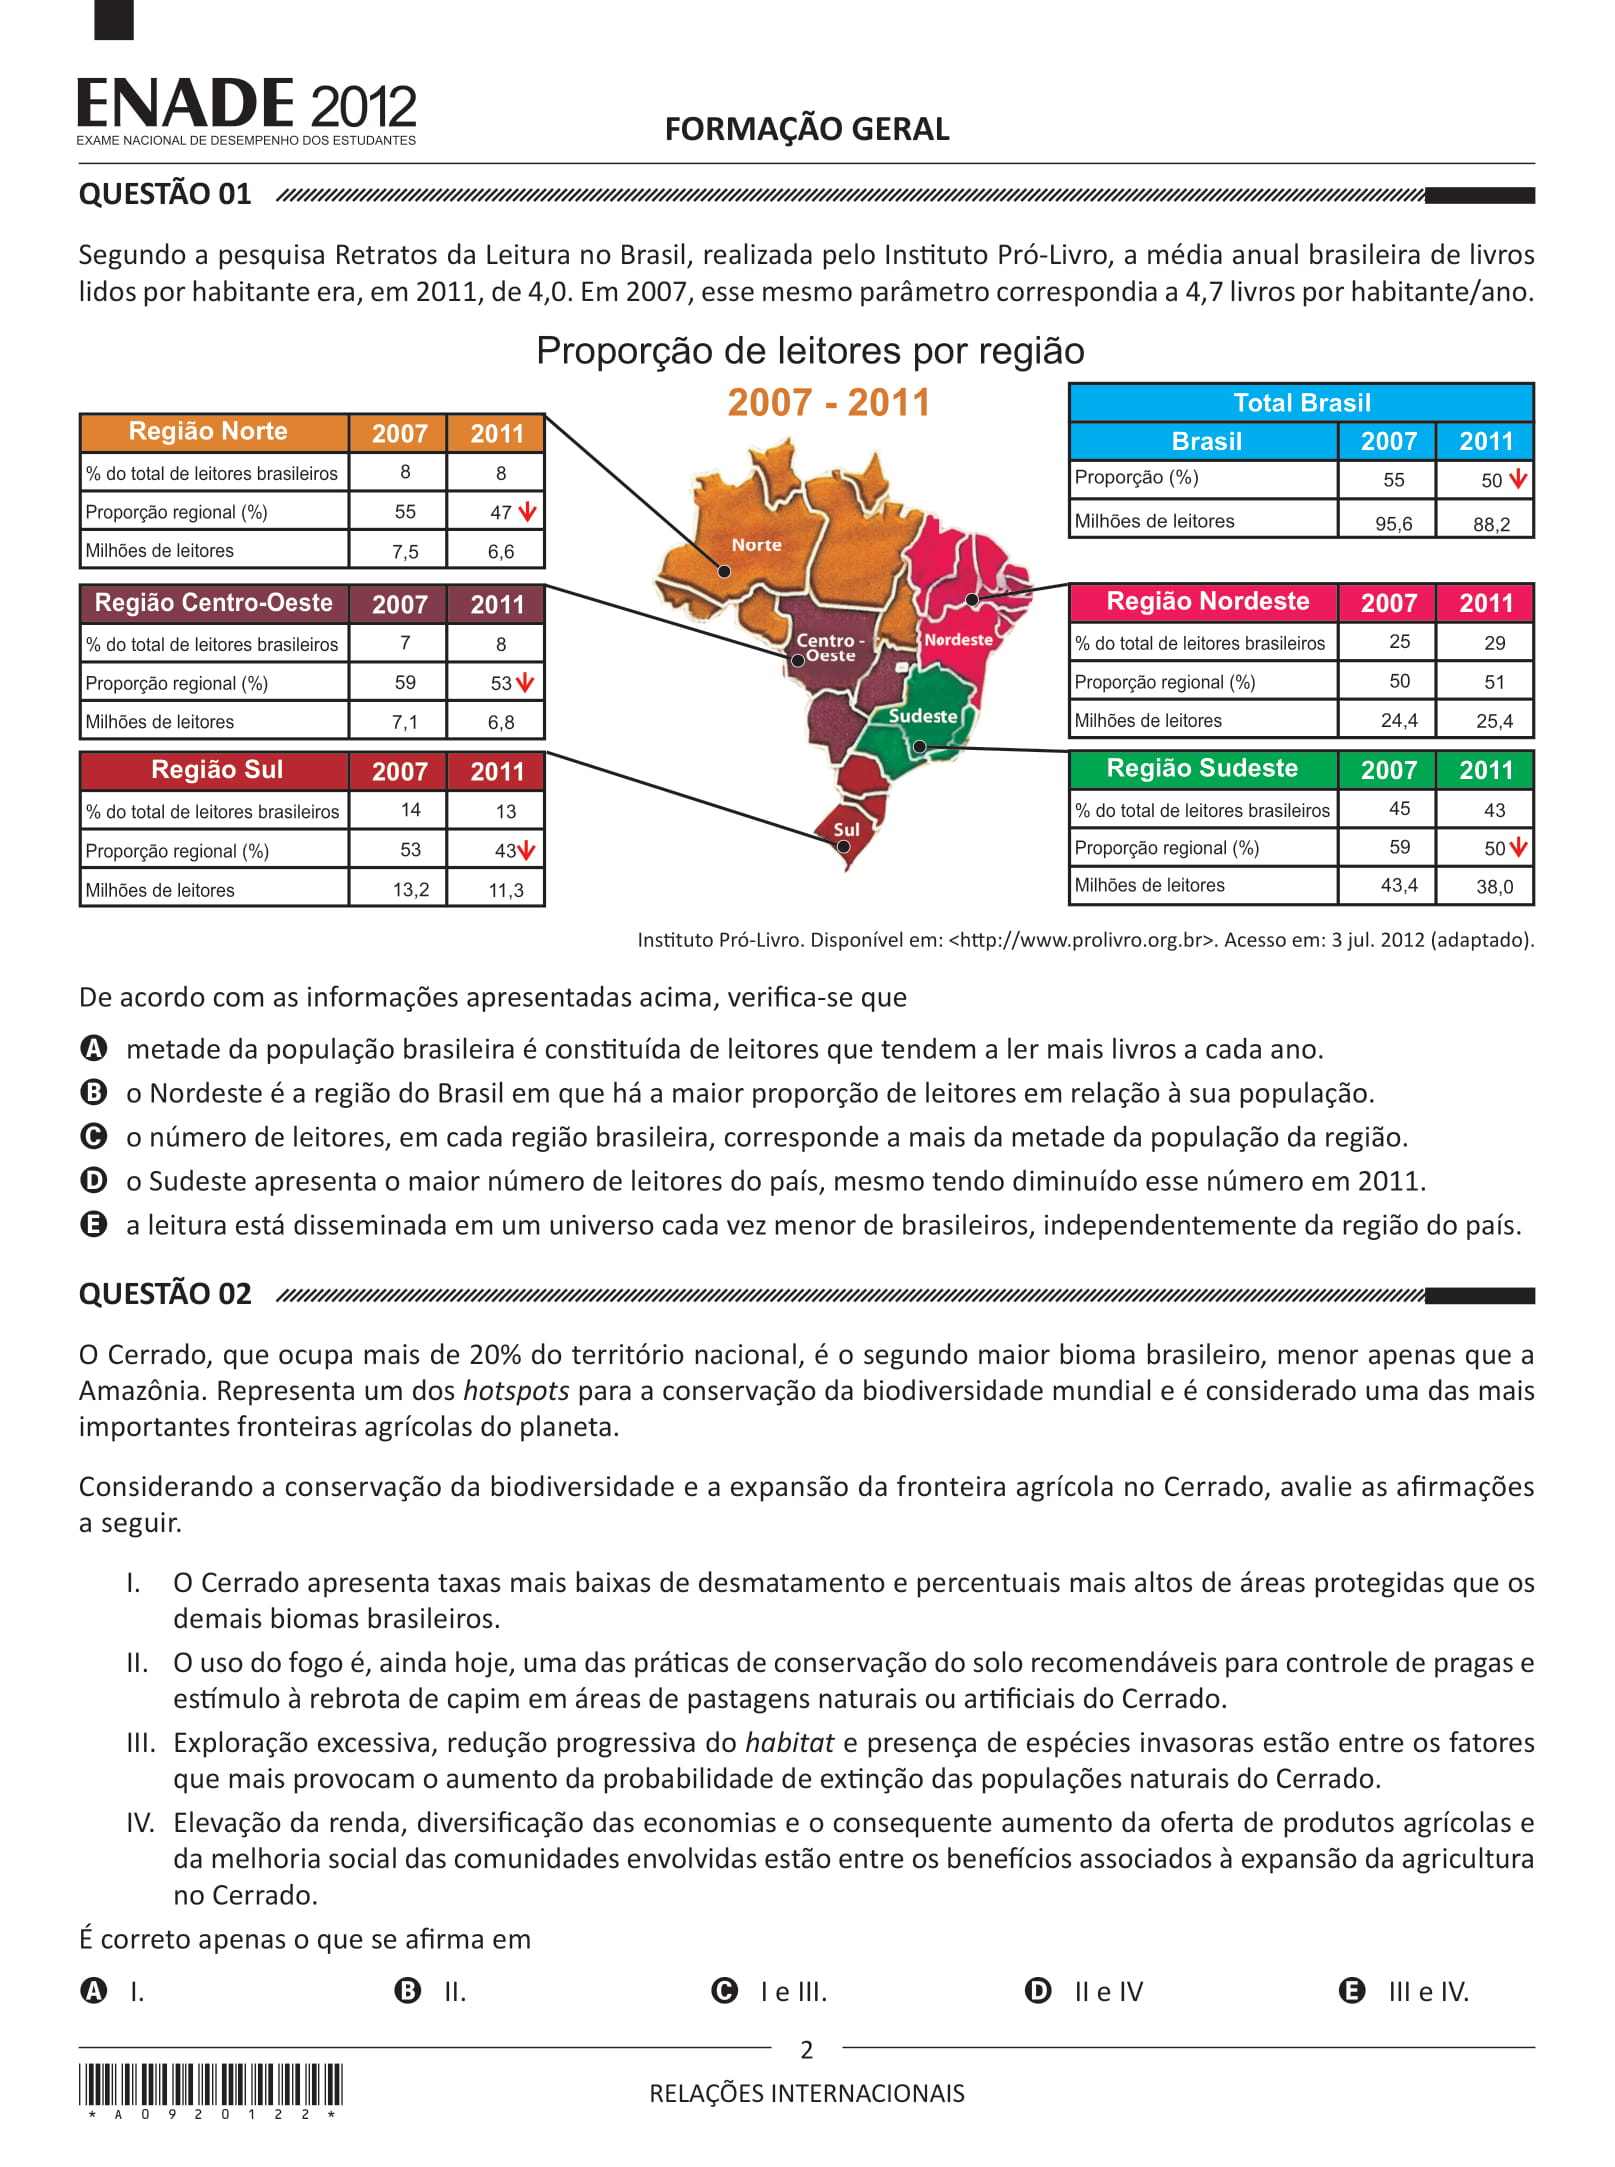 ENADE 2012
EXAME NACIONAL DE DESEMPENHO DOS ESTUDANTES
FORMAÇÃO GERAL
QUESTÃO 01
Segundo a pesquisa Retratos da Leitura no Brasil, realizada pelo Instituto Pró-Livro, a média anual brasileira de livros
lidos por habitante era, em 2011, de 4,0. Em 2007, esse mesmo parâmetro correspondia a 4,7 livros por habitante/ano.
Proporção de leitores por região
2007 - 2011
Região Norte 2007 2011
% do total de leitores brasileiros 8 8
Proporção regional (%) 55 47
Milhões de leitores 7,5 6,6
Região Centro-Oeste 2007 2011
% do total de leitores brasileiros 7 8
Proporção regional (%) 59 53
Milhões de leitores 7,1 6,8
Região Sul 2007 2011
% do total de leitores brasileiros 14 13
Proporção regional (%) 53 43
Milhões de leitores 13,2 11,3
Norte
Centro -
Oeste
Nordeste
Sudeste
Sul
Total Brasil
Brasil 2007 2011
Proporção (%) 55 50
Milhões de leitores 95,6 88,2
Região Nordeste 2007 2011
% do total de leitores brasileiros 25 29
Proporção regional (%) 50 51
Milhões de leitores 24,4 25,4
Região Sudeste 2007 2011
% do total de leitores brasileiros 45 43
Proporção regional (%) 59 50
Milhões de leitores 43,4 38,0
Instituto Pró-Livro. Disponível em: <http://www.prolivro.org.br>. Acesso em: 3 jul. 2012 (adaptado).
De acordo com as informações apresentadas acima, verifica-se que
A metade da população brasileira é constituída de leitores que tendem a ler mais livros a cada ano.
B o Nordeste é a região do Brasil em que há a maior proporção de leitores em relação à sua população.
C o número de leitores, em cada região brasileira, corresponde a mais da metade da população da região.
D o Sudeste apresenta o maior número de leitores do país, mesmo tendo diminuído esse número em 2011.
E a leitura está disseminada em um universo cada vez menor de brasileiros, independentemente da região do país.
QUESTÃO 02
O Cerrado, que ocupa mais de 20% do território nacional, é o segundo maior bioma brasileiro, menor apenas que a
Amazônia. Representa um dos hotspots para a conservação da biodiversidade mundial e é considerado uma das mais
importantes fronteiras agrícolas do planeta.
Considerando a conservação da biodiversidade e a expansão da fronteira agrícola no Cerrado, avalie as afirmações
a seguir.
I. O Cerrado apresenta taxas mais baixas de desmatamento e percentuais mais altos de áreas protegidas que os
demais biomas brasileiros.
II. O uso do fogo é, ainda hoje, uma das práticas de conservação do solo recomendáveis para controle de pragas e
estímulo à rebrota de capim em áreas de pastagens naturais ou artificiais do Cerrado.
III. Exploração excessiva, redução progressiva do habitat e presença de espécies invasoras estão entre os fatores
que mais provocam o aumento da probabilidade de extinção das populações naturais do Cerrado.
IV. Elevação da renda, diversificação das economias e o consequente aumento da oferta de produtos agrícolas e
da melhoria social das comunidades envolvidas estão entre os benefícios associados à expansão da agricultura
no Cerrado.
É correto apenas o que se afirma em
A I. B II. C I e III. D II e IV E III e IV.
2
RELAÇÕES INTERNACIONAIS
* A 0 9 2 0 1 2 2 *